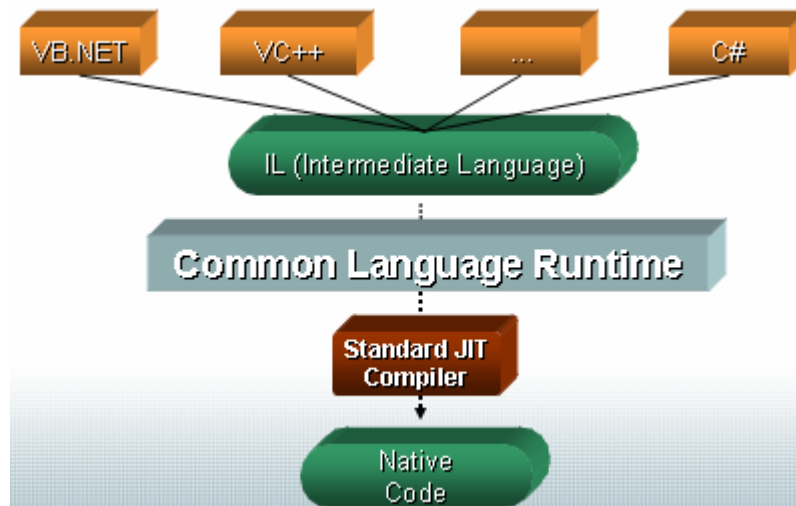 VB.NET
VC++
...
C#
IL (Intermediate Language)
Common Language Runtime
Standard JIT
Compiler
Native
Code